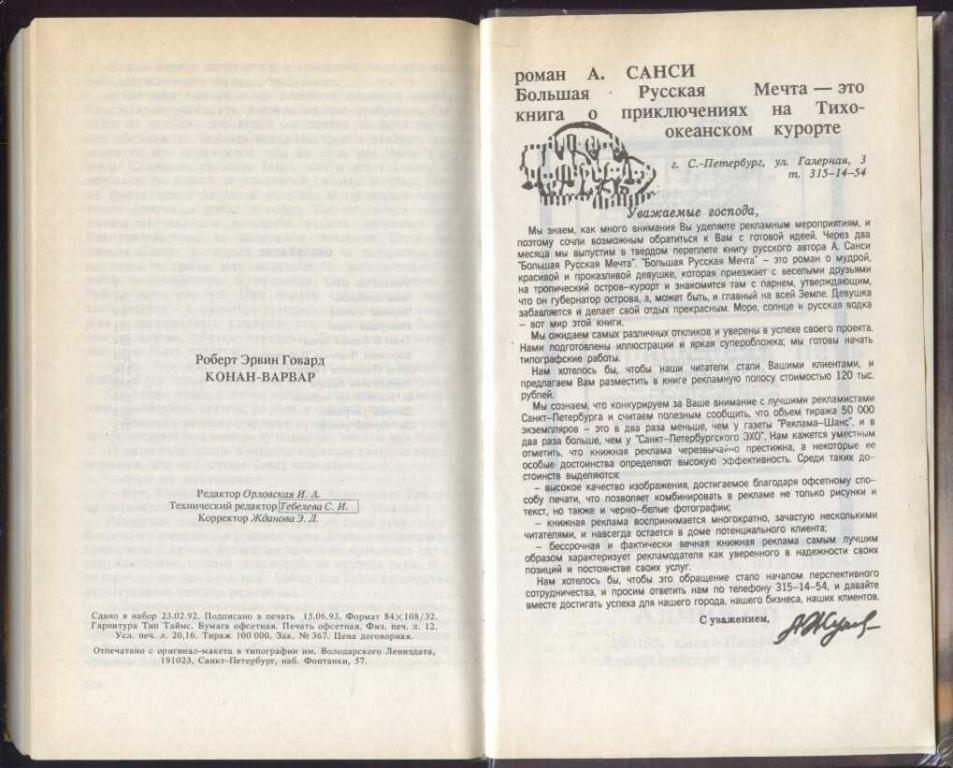 Роберт Эрвин Говард
КОНАН-ВАРВАР
Редактор Орловская И. А.
Технический редактор Тебелева С. И.
Корректор Жданова Э. Л.
Сдано в набор 23.02.92. Подписано в печать 15.06.93. Формат 84×108/32.
Гарнитура Тип Таймс. Бумага офсетная. Печать офсетная. Физ. печ. л. 12.
Усл. печ. л. 20,16. Тираж 100 000. Зак. № 367. Цена договорная.
Отпечатано с оригинал-макета в типографии им. Володарского Лениздата,
191023, Санкт-Петербург, наб. Фонтанки, 57.
роман А. САНСИ
Большая Русская Мечта — это
книга о приключениях на Тихо-
океанском курорте
г. С.-Петербург, ул. Галерная, 3
т. 315-14-54
Уважаемые господа,
Мы знаем, как много внимания Вы уделяете рекламным мероприятиям, и
поэтому сочли возможным обратиться к Вам с готовой идеей. Через два
месяца мы выпустим в твердом переплете книгу русского автора А. Санси
"Большая Русская Мечта". "Большая Русская Мечта" – это роман о мудрой,
красивой и проказливой девушке, которая приезжает с веселыми друзьями
на тропический остров-курорт и знакомится там с парнем, утверждающим,
что он губернатор острова, а, может быть, и главный на всей Земле. Девушка
забавляется и делает свой отдых прекрасным. Море, солнце и русская водка
– вот мир этой книги.
Мы ожидаем самых различных откликов и уверены в успехе своего проекта.
Нами подготовлены иллюстрации и яркая суперобложка; мы готовы начать
типографские работы.
Нам хотелось бы, чтобы наши читатели стали Вашими клиентами, и
предлагаем Вам разместить в книге рекламную полосу стоимостью 120 тыс.
рублей.
Мы сознаем, что конкурируем за Ваше внимание с лучшими рекламистами
Санкт-Петербурга и считаем полезным сообщить, что объем тиража 50 000
экземпляров – это в два раза меньше, чем у газеты "Реклама-Шанс", и в
два раза больше, чем у "Санкт-Петербургского ЭХО". Нам кажется уместным
отметить, что книжная реклама черезвычайно престижна, а некоторые ее
особые достоинства определяют высокую эффективность. Среди таких до-
стоинств выделяются:
– высокое качество изображения, достигаемое благодаря офсетному спо-
собу печати, что позволяет комбинировать в рекламе не только рисунки и
текст, но также и черно-белые фотографии;
– книжная реклама воспринимается многократно, зачастую несколькими
читателями, и навсегда остается в доме потенциального клиента;
– бессрочная и фактически вечная книжная реклама самым лучшим
образом характеризует рекламодателя как уверенного в надежности своих
позиций и постоянстве своих услуг.
Нам хотелось бы, чтобы это обращение стало началом перспективного
сотрудничества, и просим ответить нам по телефону 315-14-54, и давайте
вместе достигать успеха для нашего города, нашего бизнеса, наших клиентов.
С уважением,